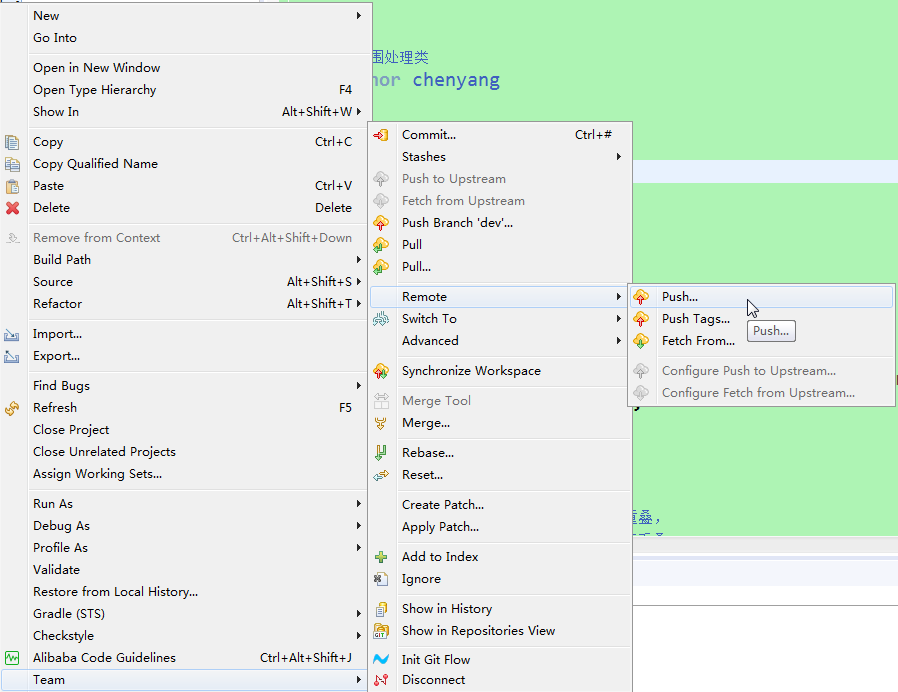 New
Go Into
Open in New Window
Open Type Hierarchy F4
Show In Alt+Shift+W
Copy Ctrl+C
Copy Qualified Name
Paste Ctrl+V
Delete Delete
Remove from Context Ctrl+Alt+Shift+Down
Build Path
Source Alt+Shift+S
Refactor Alt+Shift+T
Import...
Export...
Find Bugs
Refresh F5
Close Project
Close Unrelated Projects
Assign Working Sets...
Run As
Debug As
Profile As
Validate
Restore from Local History...
Gradle (STS)
Checkstyle
Alibaba Code Guidelines Ctrl+Alt+Shift+J
Team
围处理类
hor chenyang
Commit... Ctrl+#
Stashes
Push to Upstream
Fetch from Upstream
Push Branch 'dev'...
Pull
Pull...
Remote
Switch To
Advanced
Synchronize Workspace
Merge Tool
Merge...
Rebase...
Reset...
Create Patch...
Apply Patch...
Add to Index
Ignore
Show in History
GIT Show in Repositories View
Init Git Flow
Disconnect
Push...
Push Tags...
Push...
Fetch From...
Configure Push to Upstream...
Configure Fetch from Upstream...
叠，